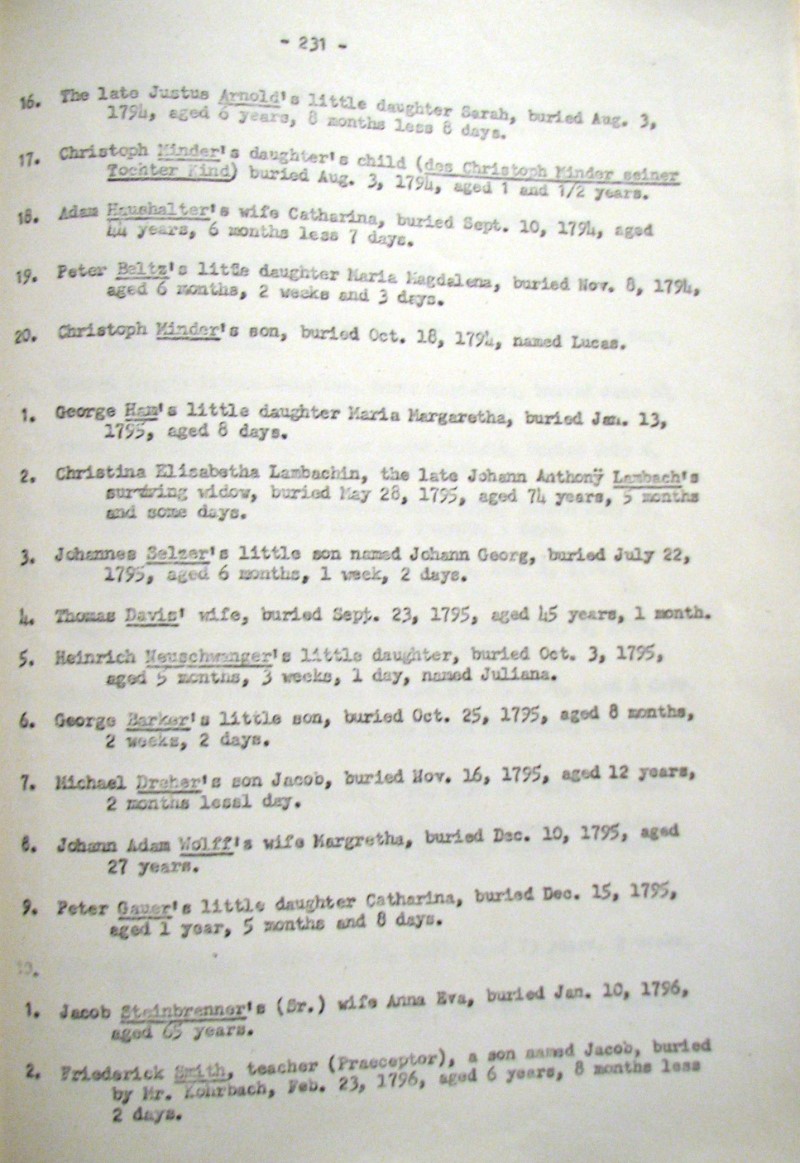 - 231 -
16. The late Justus Arnold's little daughter Sarah, buried Aug. 3,
1794, aged 6 years, 8 months less 8 days.
17. Christoph Minder's daughter's child (des Christoph Minder seiner
Tochter Kind) buried Aug. 3, 1794, aged 1 and 1/2 years.
18. Adam Haushalter's wife Catharina, buried Sept. 10, 1794, aged
44 years, 6 months less 7 days.
19. Peter Beltz's little daughter Maria Magdalena, buried Nov. 8, 1794,
aged 6 months, 2 weeks and 3 days.
20. Christoph Minder's son, buried Oct. 18, 1794, named Lucas.
1. George Ham's little daughter Maria Margaretha, buried Jan. 13,
1795, aged 8 days.
2. Christina Elisabetha Lambachin, the late Johann Anthony Lambach's
surviving widow, buried May 28, 1795, aged 74 years, 5 months
and some days.
3. Johannes Selzer's little son named Johann Georg, buried July 22,
1795, aged 6 months, 1 week, 2 days.
4. Thomas Davis' wife, buried Sept. 23, 1795, aged 45 years, 1 month.
5. Heinrich Neuschwanger's little daughter, buried Oct. 3, 1795,
aged 5 months, 3 weeks, 1 day, named Juliana.
6. George Barker's little son, buried Oct. 25, 1795, aged 8 months,
2 weeks, 2 days.
7. Michael Dreher's son Jacob, buried Nov. 16, 1795, aged 12 years,
2 months less1 day.
8. Johann Adam Wolff's wife Margretha, buried Dec. 10, 1795, aged
27 years.
9. Peter Gauer's little daughter Catharina, buried Dec. 15, 1795,
aged 1 year, 5 months and 8 days.
10.
1. Jacob Steinbrenner's (Sr.) wife Anna Eva, buried Jan. 10, 1796,
aged 65 years.
2. Friederick Smith, teacher (Praeceptor), a son named Jacob, buried
by Mr. Kohrbach, Feb. 23, 1796, aged 6 years, 8 months less
2 days.